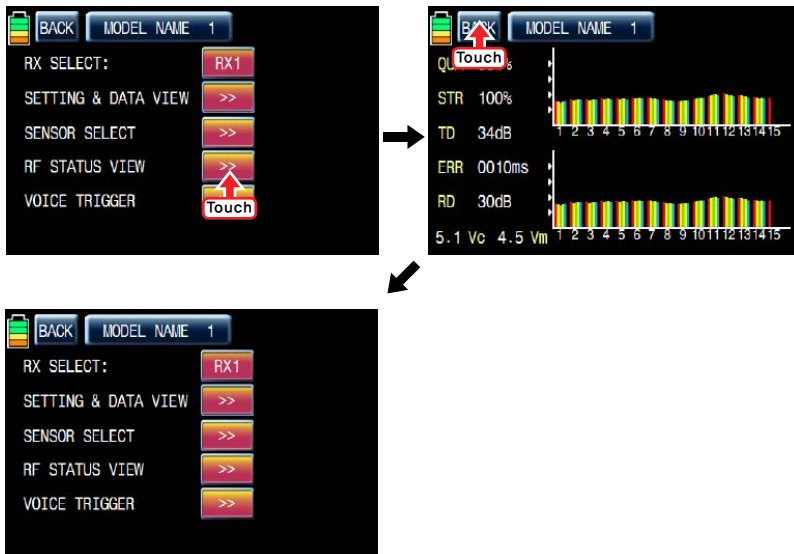 BACK MODEL NAME 1
RX SELECT: RX1
SETTING & DATA VIEW >>
SENSOR SELECT >>
RF STATUS VIEW >>
VOICE TRIGGER
Touch
BACK MODEL NAME 1
Touch
%
STR 100%
TD 34dB
1 2 3 4 5 6 7 8 9 10 11 12 13 14 15
ERR 0010ms
RD 30dB
5.1 Vc 4.5 Vm
1 2 3 4 5 6 7 8 9 10 11 12 13 14 15
BACK MODEL NAME 1
RX SELECT: RX1
SETTING & DATA VIEW >>
SENSOR SELECT >>
RF STATUS VIEW >>
VOICE TRIGGER >>